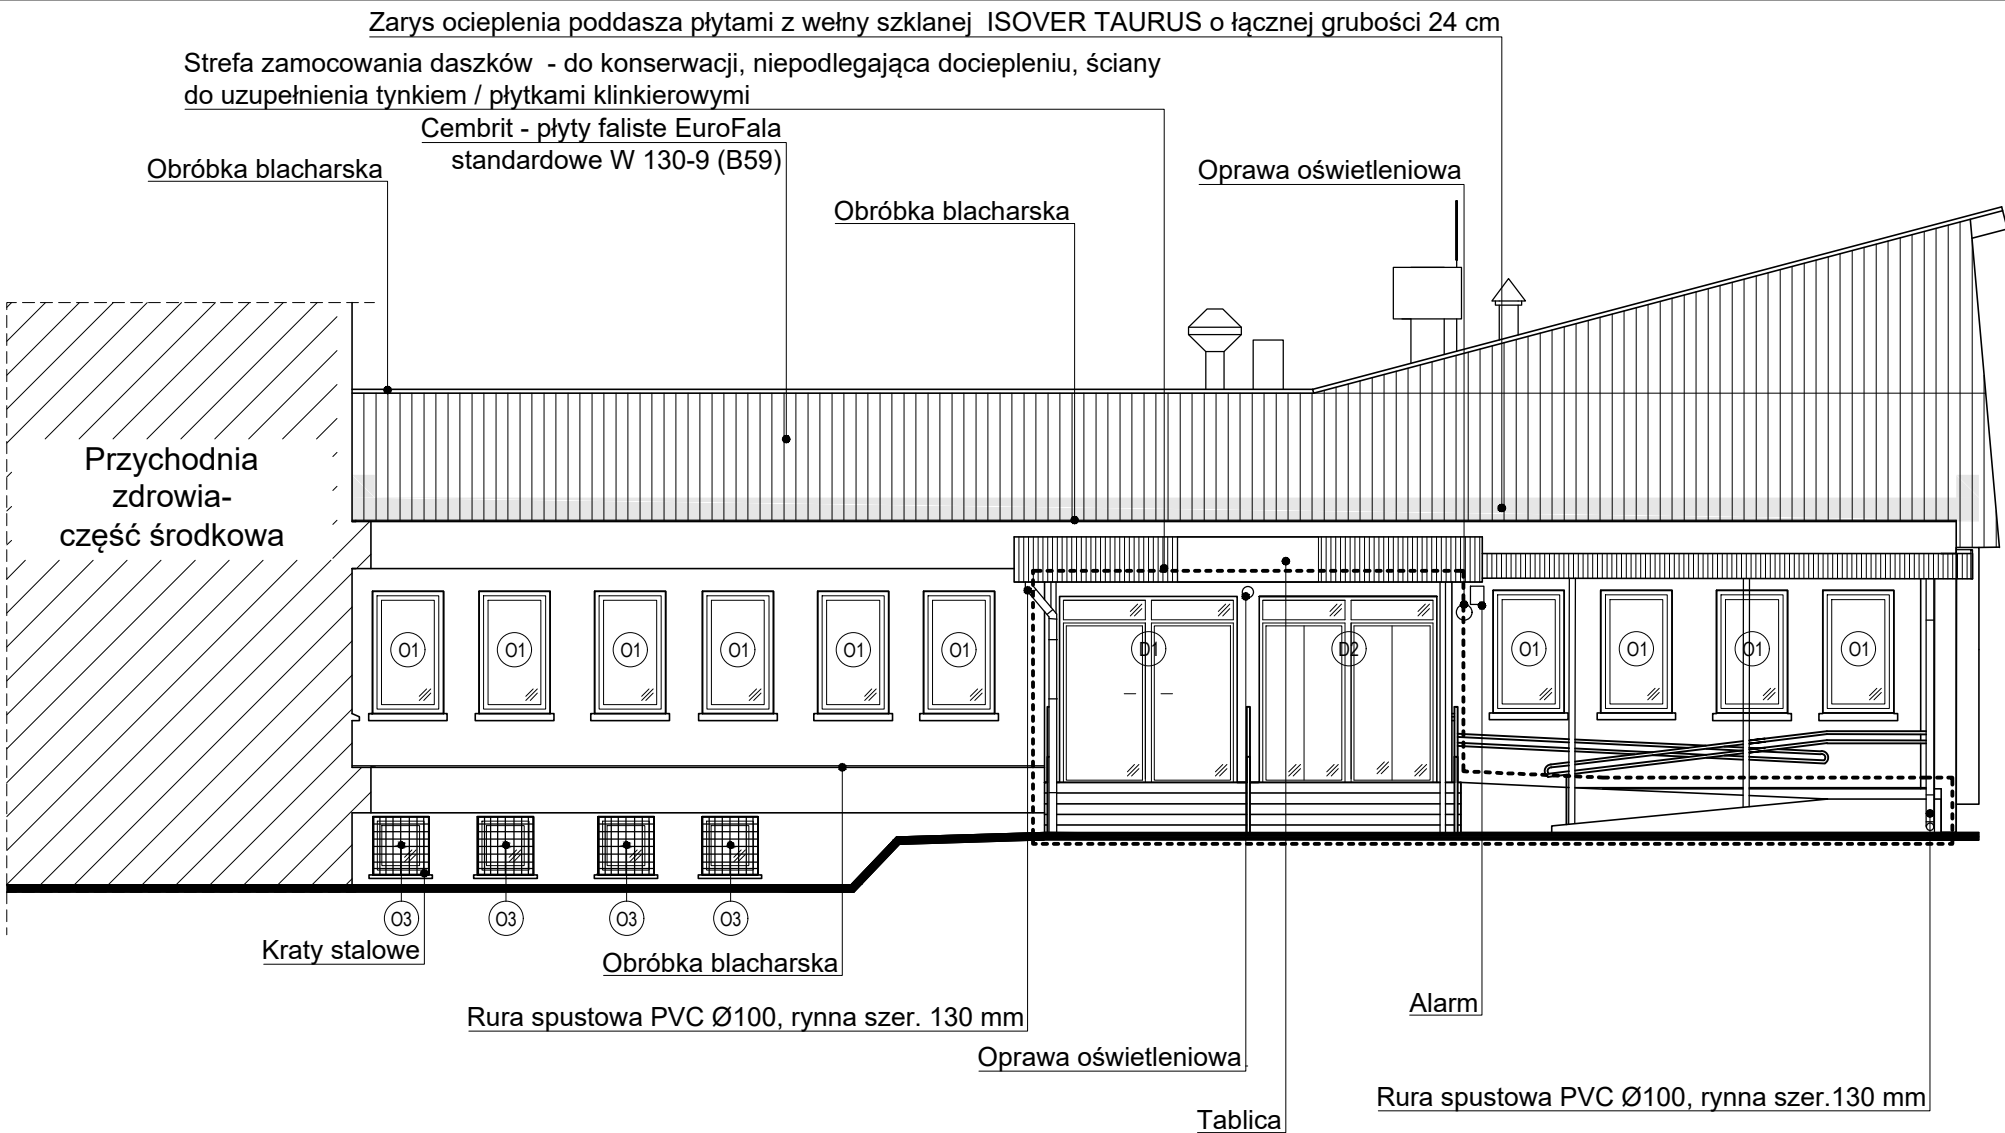 Zarys ocieplenia poddasza płytami z wełny szklanej ISOVER TAURUS o łącznej grubości 24 cm
Strefa zamocowania daszków - do konserwacji, niepodlegająca dociepleniu, ściany
do uzupełnienia tynkiem / płytkami klinkierowymi
Cembrit - płyty faliste EuroFala
standardowe W 130-9 (B59)
Obróbka blacharska
Oprawa oświetleniowa
Obróbka blacharska
Przychodnia
zdrowia-
część środkowa
O1 O1 O1 O1 O1 O1 D1 D2 O1 O1 O1 O1
O3 O3 O3 O3
Kraty stalowe
Obróbka blacharska
Rura spustowa PVC Ø100, rynna szer. 130 mm
Alarm
Oprawa oświetleniowa
Rura spustowa PVC Ø100, rynna szer.130 mm
Tablica